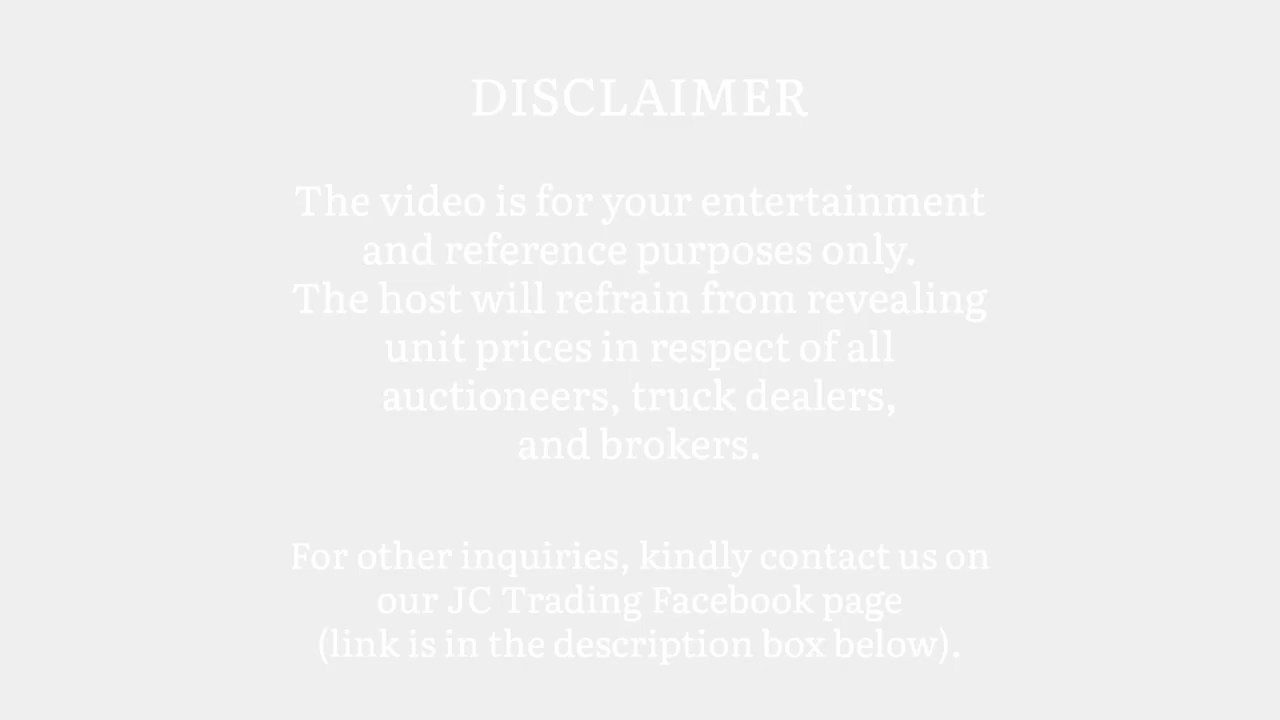 DISCLAIMER
The video is for your entertainment
and reference purposes only.
The host will refrain from revealing
unit prices in respect of all
auctioneers, truck dealers,
and brokers.
For other inquiries, kindly contact us on
our JC Trading Facebook page
(link is in the description box below).